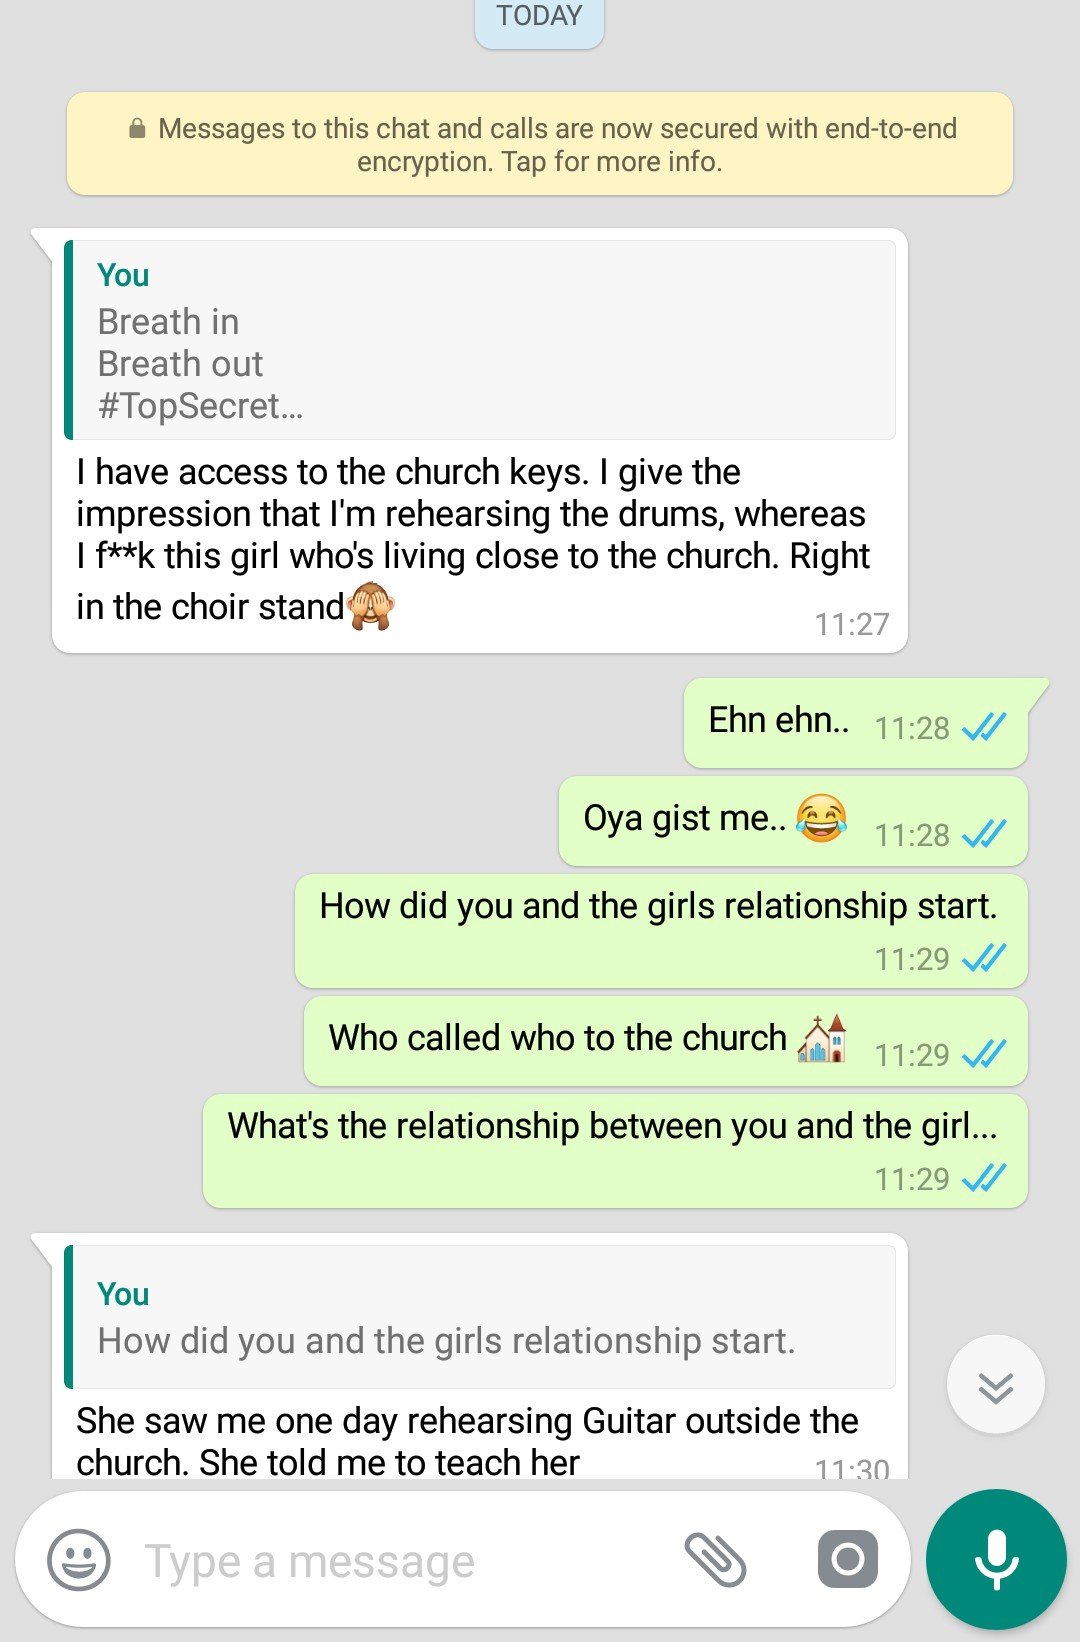 TODAY
Messages to this chat and calls are now secured with end-to-end
encryption. Tap for more info.
You
Breath in
Breath out
#TopSecret...
I have access to the church keys. I give the
impression that I'm rehearsing the drums, whereas
I f**k this girl who's living close to the church. Right
in the choir stand🙈
11:27
Ehn ehn.. 11:28
Oya gist me.. 😂 11:28
How did you and the girls relationship start.
11:29
Who called who to the church ⛪ 11:29
What's the relationship between you and the girl...
11:29
You
How did you and the girls relationship start.
She saw me one day rehearsing Guitar outside the
church. She told me to teach her 11:30
Type a message